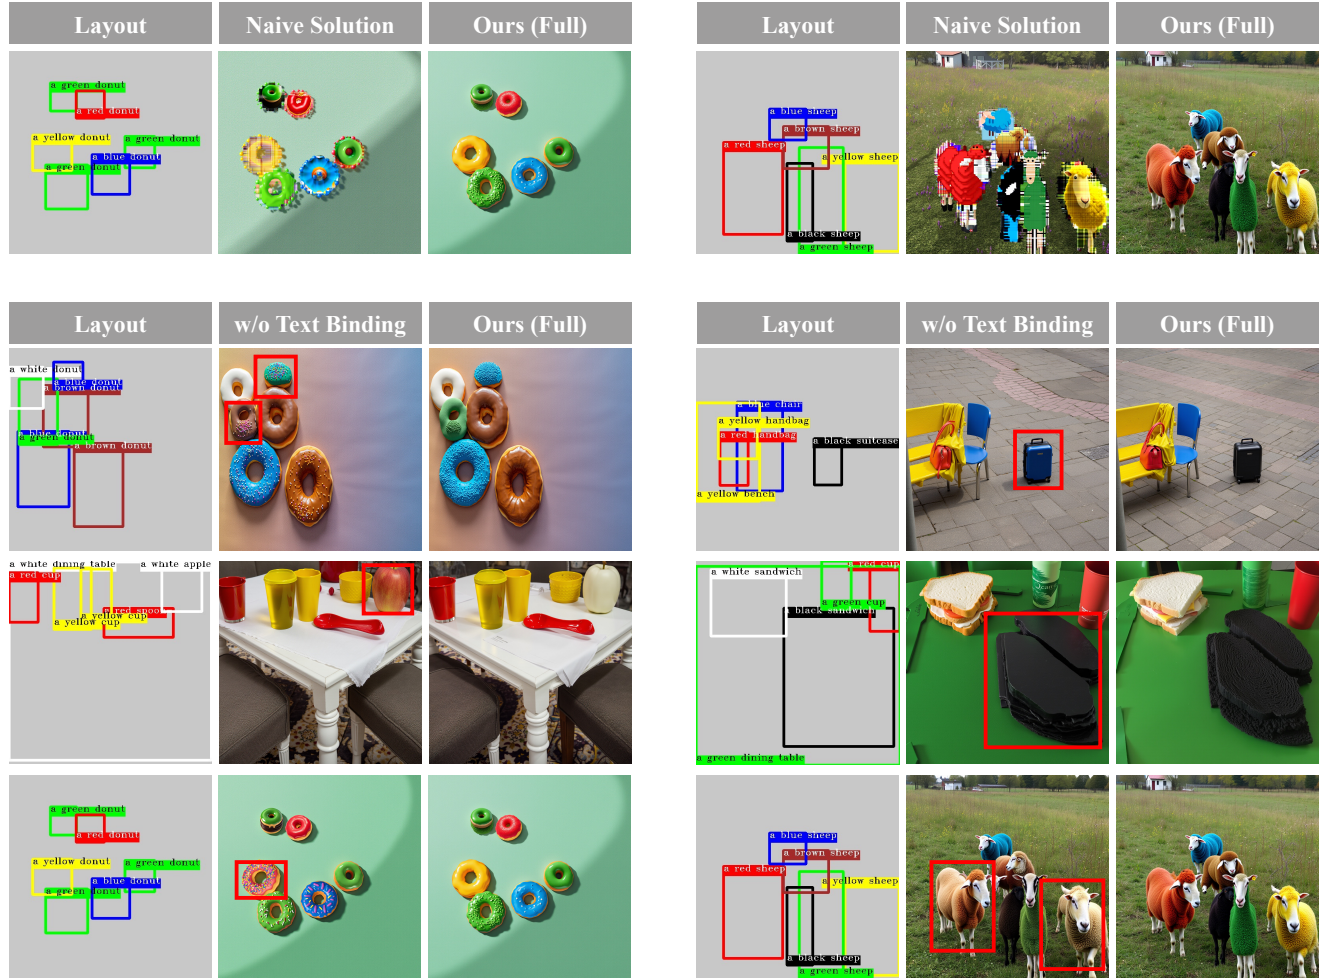 Layout
Naive Solution
Ours (Full)
Layout
Naive Solution
Ours (Full)
a green donut
a red donut
a yellow donut
a green donut
a blue donut
a green donut
a blue sheep
a brown sheep
a red sheep
a yellow sheep
a black sheep
a green sheep
Layout
w/o Text Binding
Ours (Full)
Layout
w/o Text Binding
Ours (Full)
a white donut
a blue donut
a brown donut
a blue donut
a green donut
a brown donut
a blue chair
a yellow handbag
a red handbag
a black suitcase
a yellow bench
a white dining table
a white apple
a red cup
a red spoon
a yellow cup
a yellow cup
a red cup
a white sandwich
a green cup
a black sandwich
a green dining table
a green donut
a red donut
a yellow donut
a green donut
a blue donut
a green donut
a blue sheep
a brown sheep
a red sheep
a yellow sheep
a black sheep
a green sheep